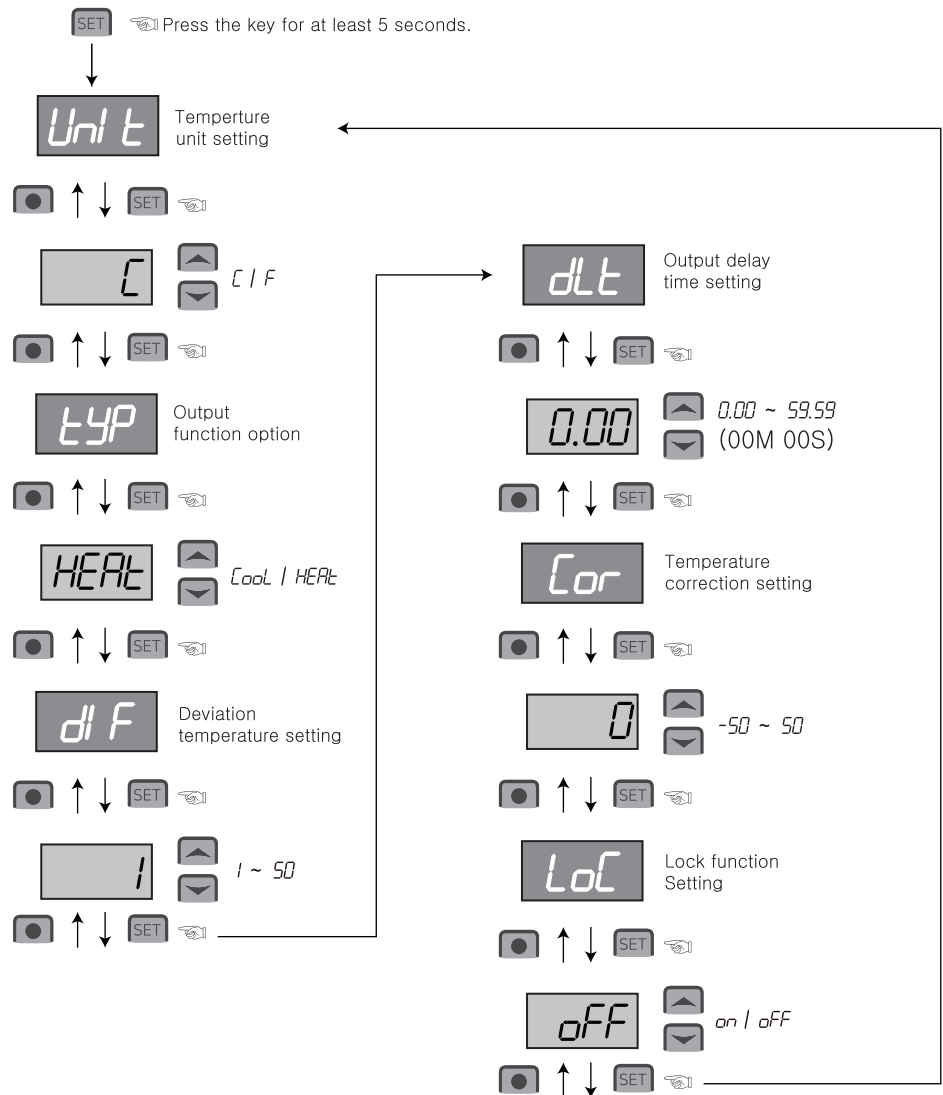 SET Press the key for at least 5 seconds.
UnIt
Temperture
unit setting
SET
C
C / F
SET
tYP
Output
function option
SET
HEAt
CooL / HEAt
SET
dI F
Deviation
temperature setting
SET
1
1 ~ 50
SET
dLt
Output delay
time setting
SET
0.00
0.00 ~ 59.59
(00M 00S)
SET
Cor
Temperature
correction setting
SET
0
-50 ~ 50
SET
LoC
Lock function
Setting
SET
oFF
on / oFF
SET